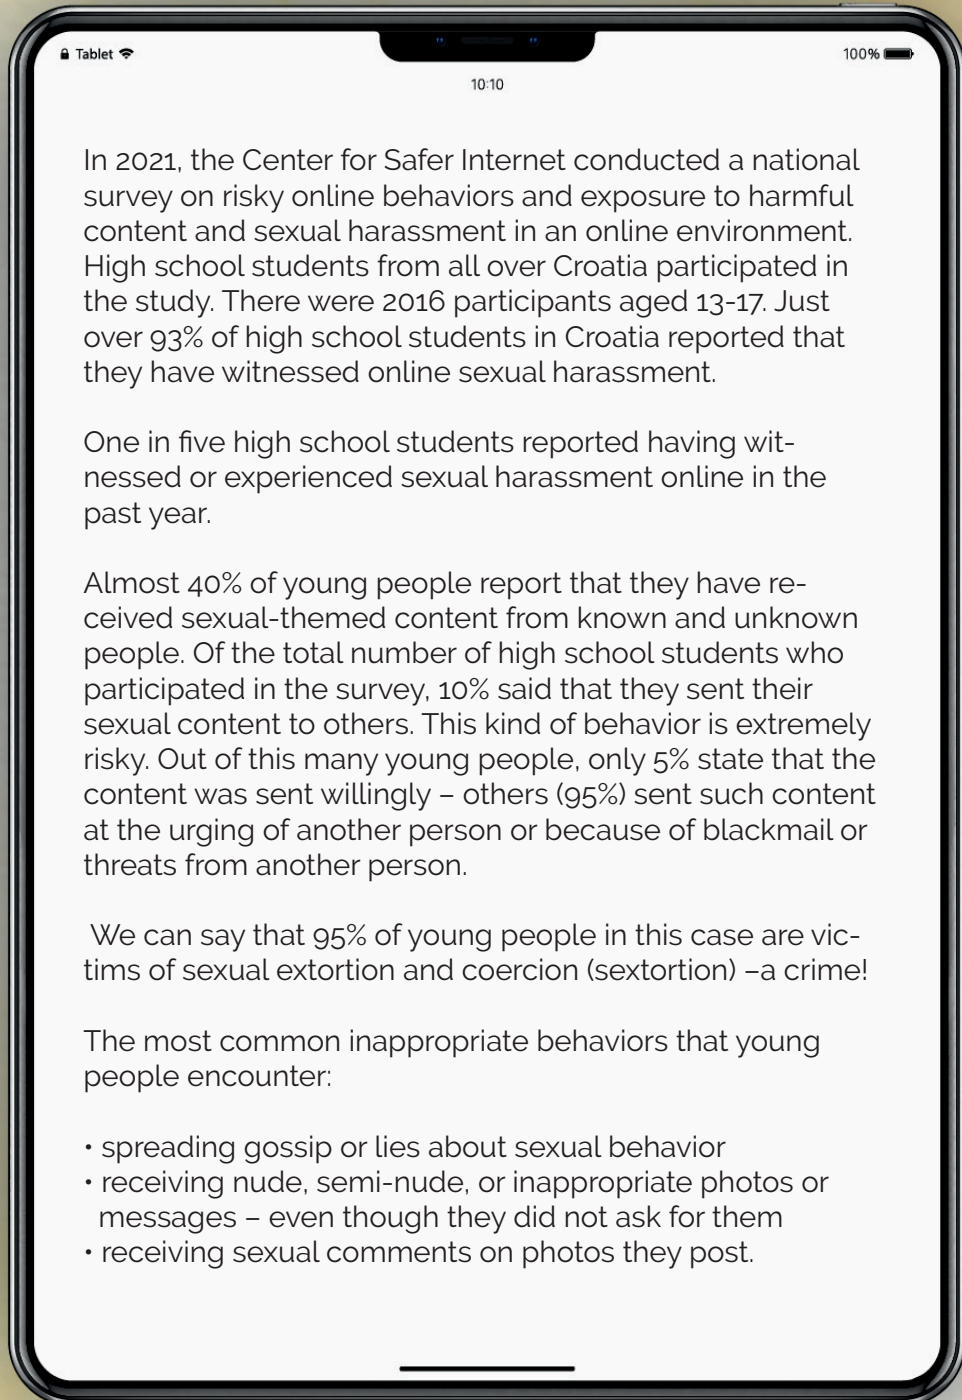 Tablet
100%
10:10
In 2021, the Center for Safer Internet conducted a national
survey on risky online behaviors and exposure to harmful
content and sexual harassment in an online environment.
High school students from all over Croatia participated in
the study. There were 2016 participants aged 13-17. Just
over 93% of high school students in Croatia reported that
they have witnessed online sexual harassment.
One in five high school students reported having wit-
nessed or experienced sexual harassment online in the
past year.
Almost 40% of young people report that they have re-
ceived sexual-themed content from known and unknown
people. Of the total number of high school students who
participated in the survey, 10% said that they sent their
sexual content to others. This kind of behavior is extremely
risky. Out of this many young people, only 5% state that the
content was sent willingly – others (95%) sent such content
at the urging of another person or because of blackmail or
threats from another person.
We can say that 95% of young people in this case are vic-
tims of sexual extortion and coercion (sextortion) –a crime!
The most common inappropriate behaviors that young
people encounter:
• spreading gossip or lies about sexual behavior
• receiving nude, semi-nude, or inappropriate photos or
messages – even though they did not ask for them
• receiving sexual comments on photos they post.